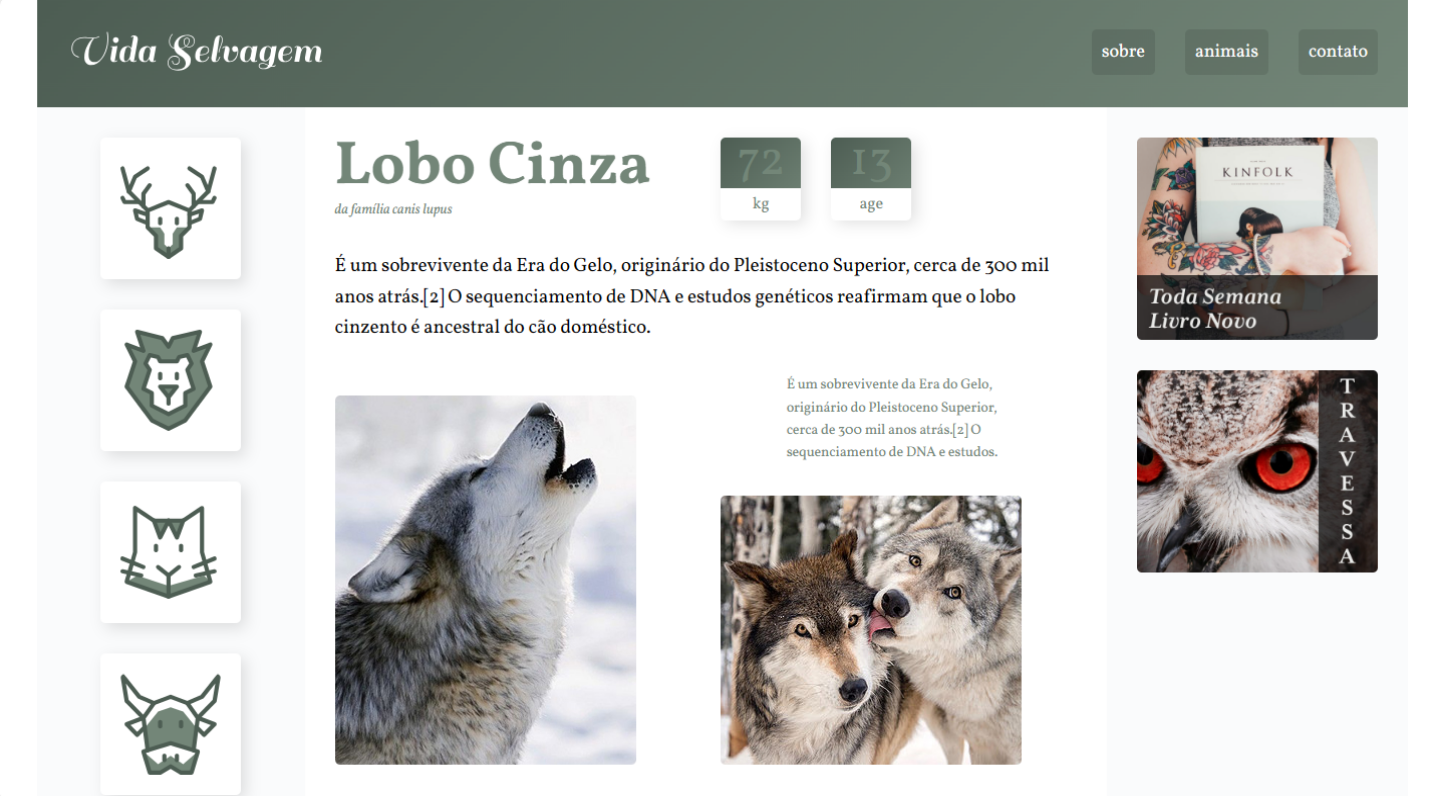 Vida Selvagem
sobre
animais
contato
Lobo Cinza
da família canis lupus
72
kg
13
age
É um sobrevivente da Era do Gelo, originário do Pleistoceno Superior, cerca de 300 mil
anos atrás.[2] O sequenciamento de DNA e estudos genéticos reafirmam que o lobo
cinzento é ancestral do cão doméstico.
É um sobrevivente da Era do Gelo,
originário do Pleistoceno Superior,
cerca de 300 mil anos atrás.[2] O
sequenciamento de DNA e estudos.
KINFOLK
Toda Semana
Livro Novo
TRAVESSA